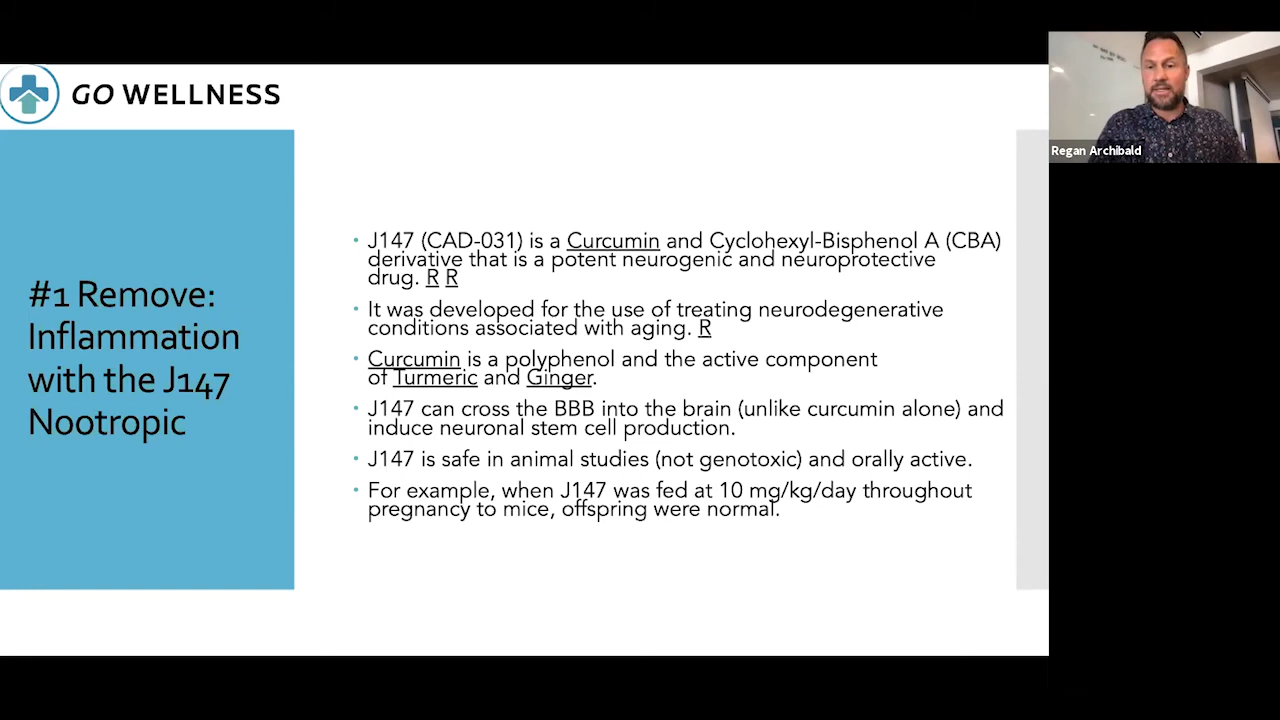 GO WELLNESS
Regan Archibald
#1 Remove:
Inflammation
with the J147
Nootropic
• J147 (CAD-031) is a Curcumin and Cyclohexyl-Bisphenol A (CBA)
derivative that is a potent neurogenic and neuroprotective
drug. R R
• It was developed for the use of treating neurodegenerative
conditions associated with aging. R
• Curcumin is a polyphenol and the active component
of Turmeric and Ginger.
• J147 can cross the BBB into the brain (unlike curcumin alone) and
induce neuronal stem cell production.
• J147 is safe in animal studies (not genotoxic) and orally active.
• For example, when J147 was fed at 10 mg/kg/day throughout
pregnancy to mice, offspring were normal.